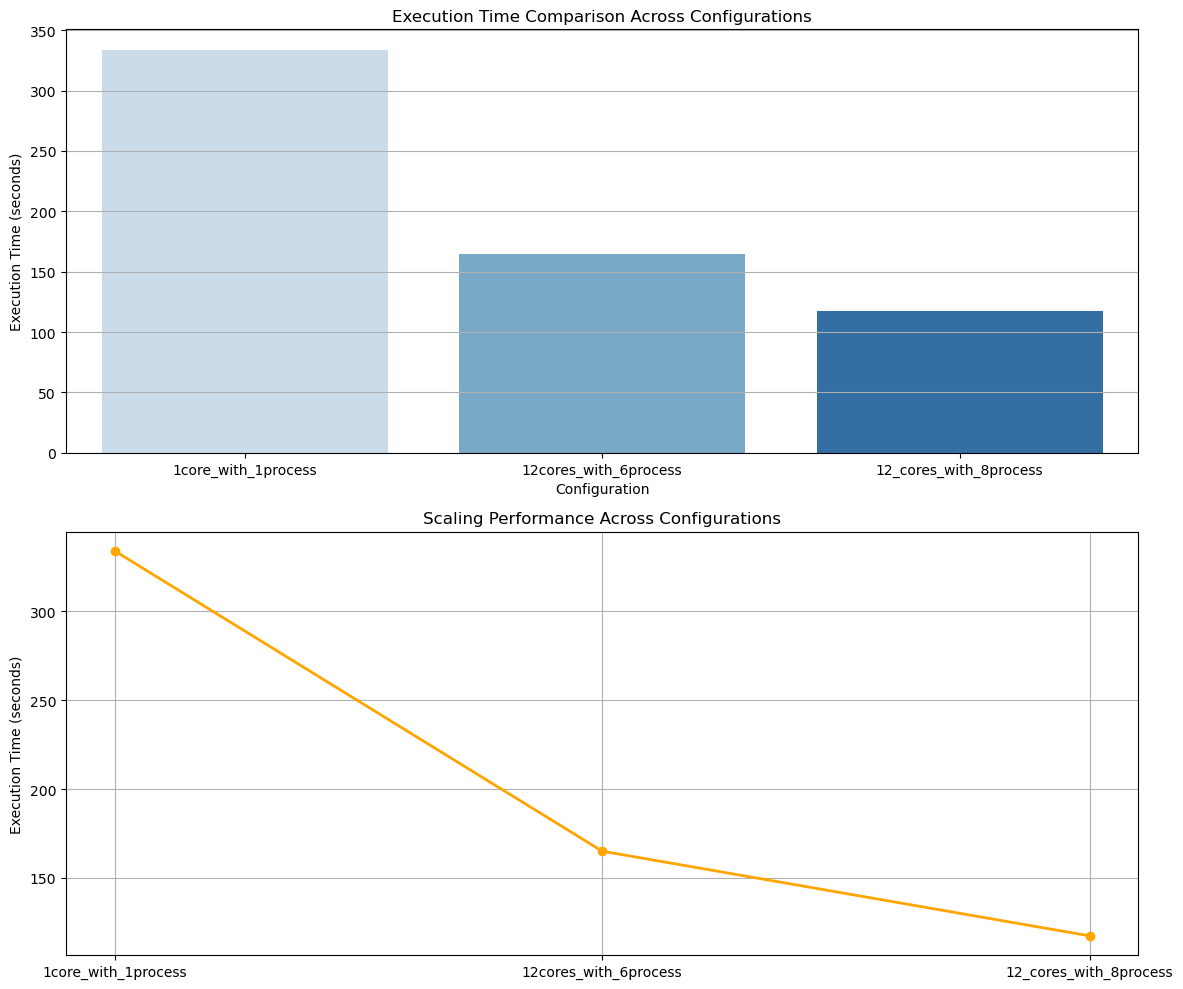 Execution Time Comparison Across Configurations
350
300
250
200
150
100
50
0
Execution Time (seconds)
1core_with_1process
12cores_with_6process
12_cores_with_8process
Configuration
Scaling Performance Across Configurations
300
250
200
150
Execution Time (seconds)
1core_with_1process
12cores_with_6process
12_cores_with_8process